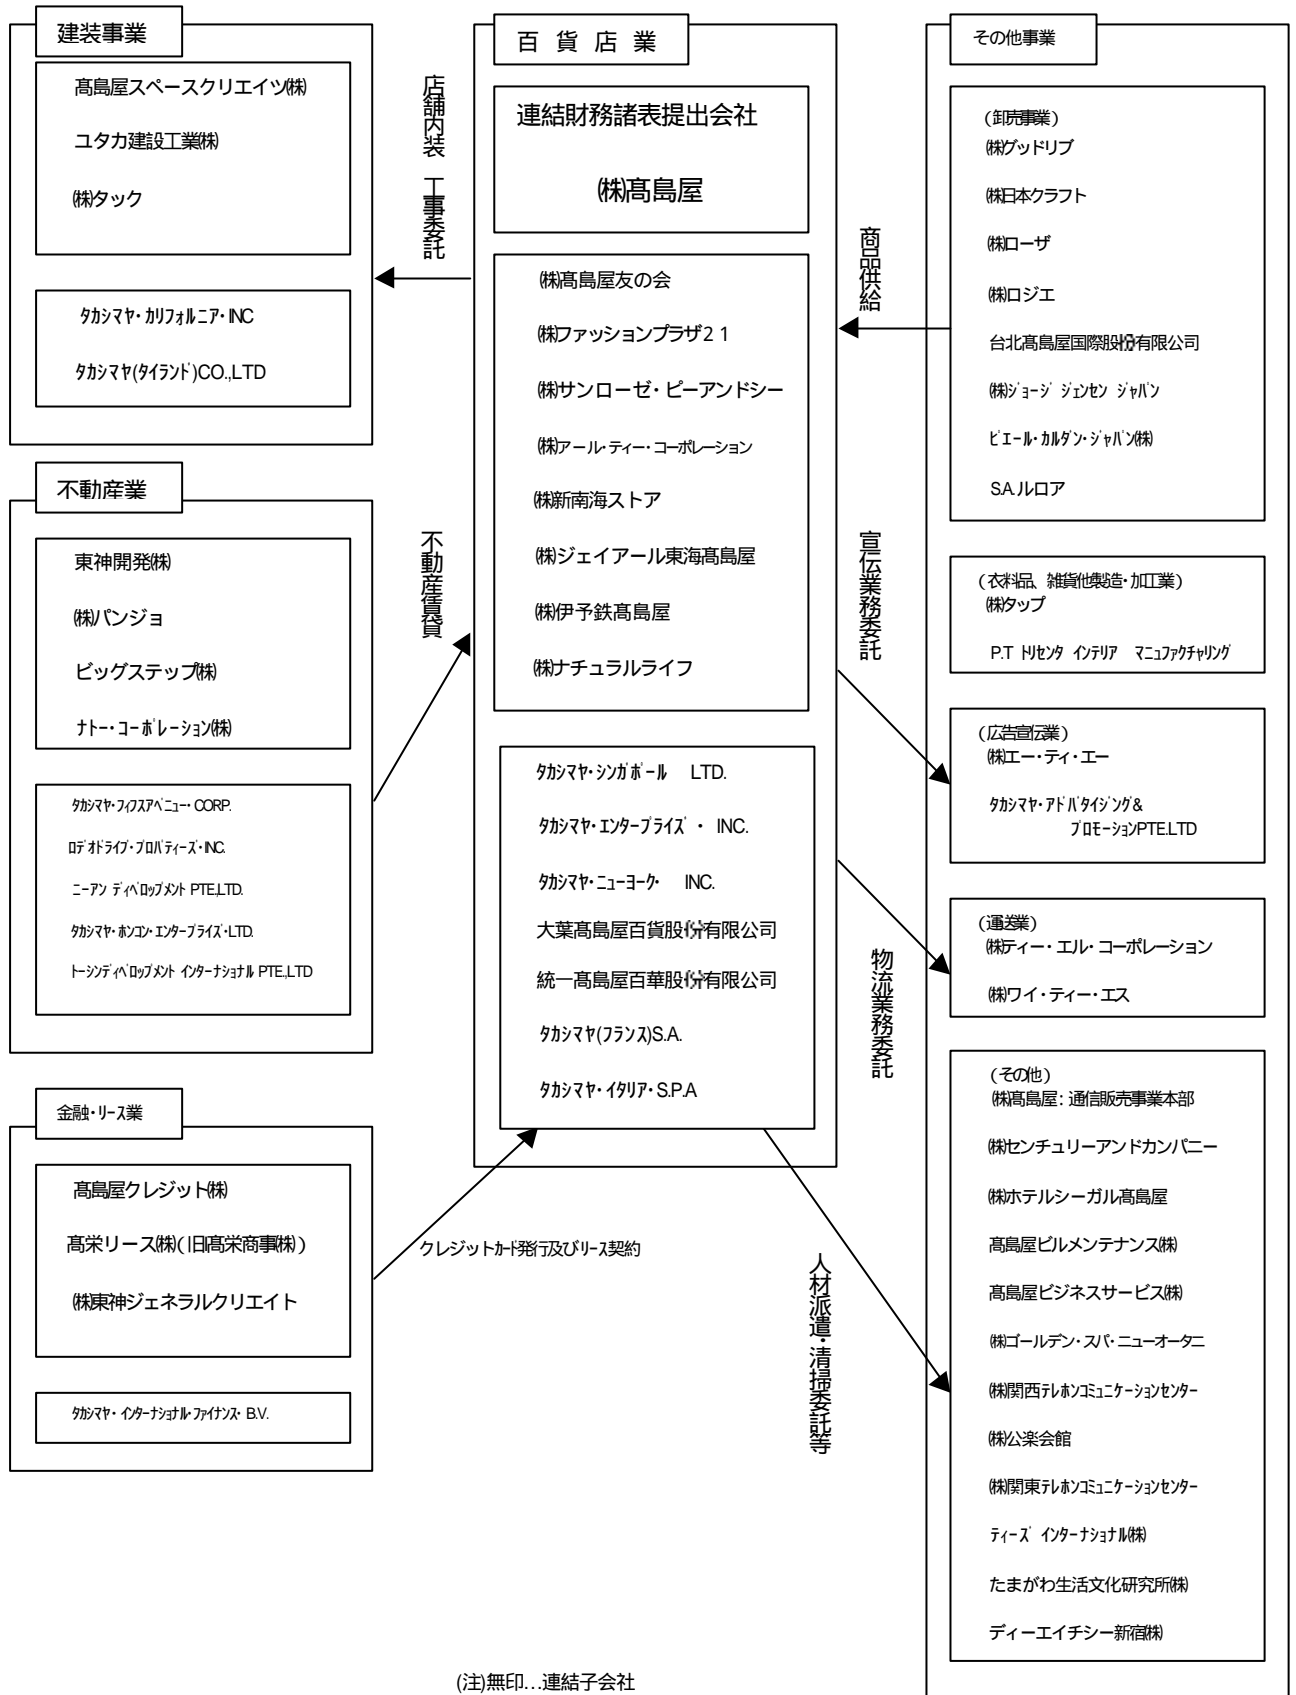 建装事業
髙島屋スペースクリエイツ㈱
ユタカ建設工業㈱
㈱タック
タカシマヤ・カリフォルニア・INC
タカシマヤ(タイランド)CO.,LTD
不動産業
東神開発㈱
㈱パンジョ
ビッグステップ㈱
ナトー・コーポレーション㈱
タカシマヤ・フィフスアベニュー・CORP.
ロデオドライブ・プロパティーズ・INC.
ニーアン ディベロップメント PTE,LTD.
タカシマヤ・ホンコン・エンタープライズ・LTD.
トーシンディベロップメント インターナショナル PTE.,LTD
金融・リース業
髙島屋クレジット㈱
髙栄リース㈱(旧髙栄商事㈱)
㈱東神ジェネラルクリエイト
タカシマヤ・インターナショナル・ファイナンス・B.V.
店舗内装 工事委託
不動産賃貸
クレジットカード発行及びリース契約
百貨店業
連結財務諸表提出会社
㈱髙島屋
㈱髙島屋友の会
㈱ファッションプラザ21
㈱サンローゼ・ピーアンドシー
㈱アール・ティー・コーポレーション
㈱新南海ストア
㈱ジェイアール東海髙島屋
㈱伊予鉄髙島屋
㈱ナチュラルライフ
タカシマヤ・シンガポール LTD.
タカシマヤ・エンタープライズ・INC.
タカシマヤ・ニューヨーク・INC.
大葉髙島屋百貨股份有限公司
統一髙島屋百華股份有限公司
タカシマヤ(フランス)S.A.
タカシマヤ・イタリア・S.P.A
商品供給
宣伝業務委託
物流業務委託
人材派遣・清掃委託等
その他事業
(卸売事業)
㈱グッドリブ
㈱日本クラフト
㈱ローザ
㈱ロジエ
台北髙島屋国際股份有限公司
㈱ジョージ ジェンセン ジャパン
ピエール・カルダン・ジャパン㈱
S.A.ルロア
(衣料品、雑貨他製造・加工業)
㈱タップ
P.T トリセンタ インテリア マニュファクチャリング
(広告宣伝業)
㈱エー・ティ・エー
タカシマヤ・アドバタイジング&
プロモーションPTE.LTD
(運送業)
㈱ティー・エル・コーポレーション
㈱ワイ・ティー・エス
(その他)
㈱髙島屋:通信販売事業本部
㈱センチュリーアンドカンパニー
㈱ホテルシーガル髙島屋
髙島屋ビルメンテナンス㈱
髙島屋ビジネスサービス㈱
㈱ゴールデン・スパ・ニューオータニ
㈱関西テレホンコミュニケーションセンター
㈱公楽会館
㈱関東テレホンコミュニケーションセンター
ティーズ インターナショナル㈱
たまがわ生活文化研究所㈱
ディーエイチシー新宿㈱
(注)無印…連結子会社